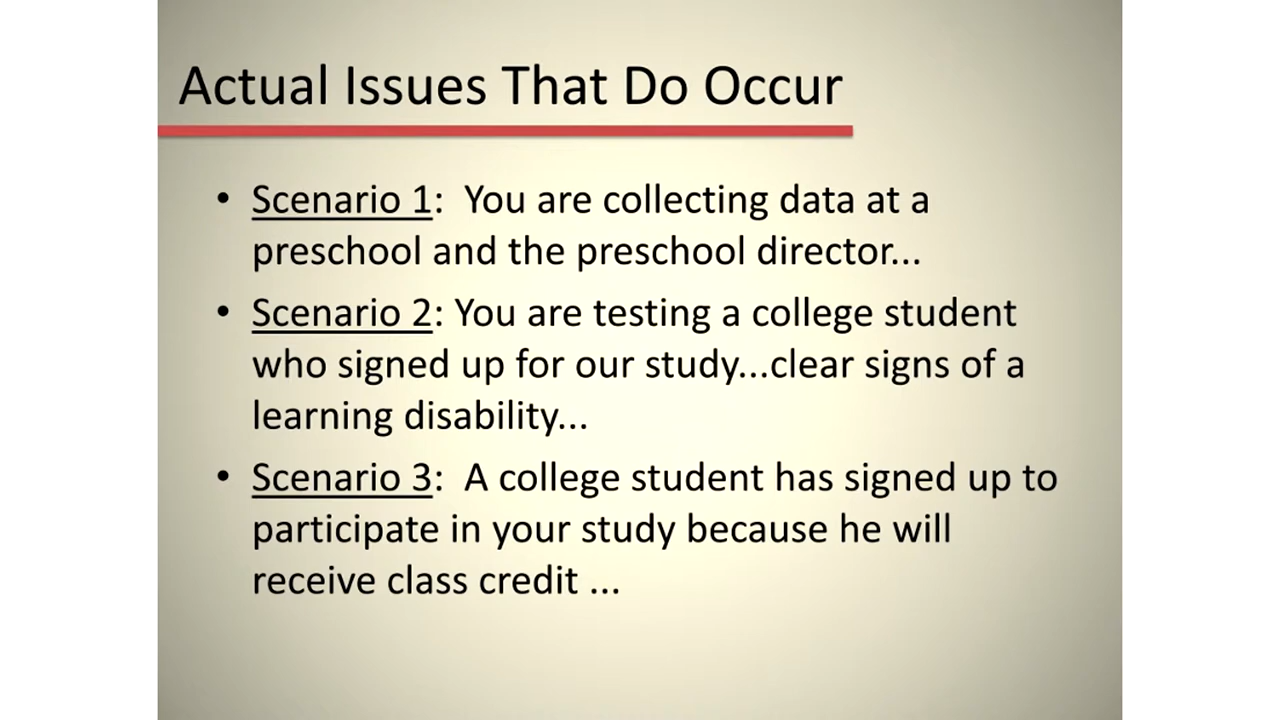 Actual Issues That Do Occur
• Scenario 1:  You are collecting data at a
preschool and the preschool director...
• Scenario 2: You are testing a college student
who signed up for our study...clear signs of a
learning disability...
• Scenario 3:  A college student has signed up to
participate in your study because he will
receive class credit ...